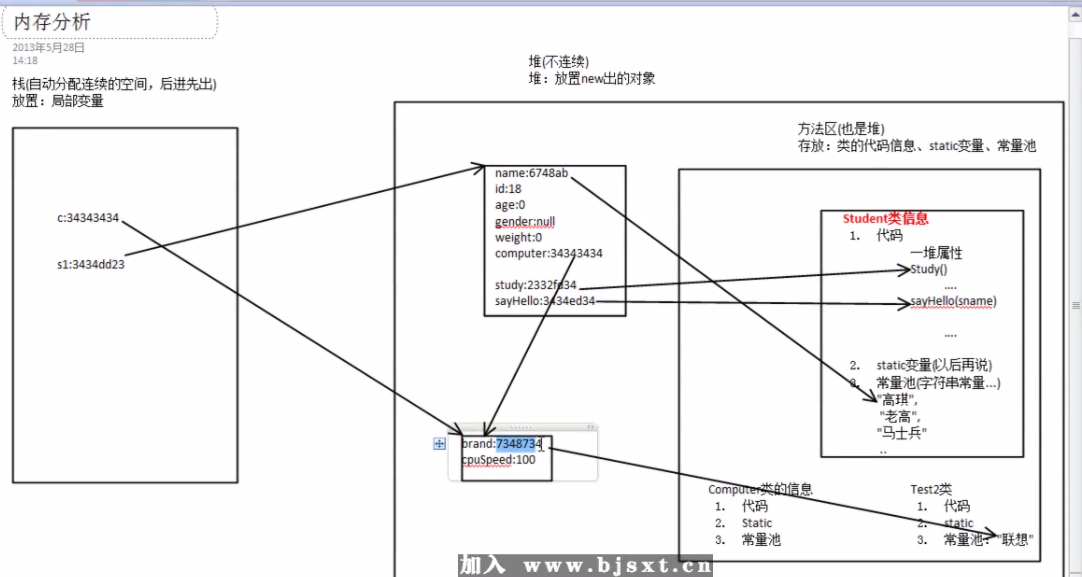 内存分析
2013年5月28日
14:18
栈(自动分配连续的空间，后进先出)
放置：局部变量
堆(不连续)
堆：放置new出的对象
方法区(也是堆)
存放：类的代码信息、static变量、常量池
c:34343434
s1:3434dd23
name:6748ab
id:18
age:0
gender:null
weight:0
computer:34343434
study:2332fd34
sayHello:3434ed34
Student类信息
1. 代码
一堆属性
Study()
....
sayHello(sname)
....
2. static变量(以后再说)
3. 常量池(字符串常量...)
"高琪",
"老高",
"马士兵"
..
brand:7348734
cpuSpeed:100
Computer类的信息
1. 代码
2. Static
3. 常量池
Test2类
1. 代码
2. static
3. 常量池："联想"
加入 www.bjsxt.cn